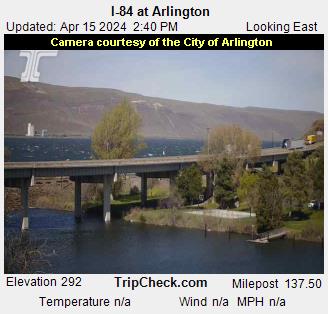 I-84 at Arlington
Updated: Apr 15 2024 2:40 PM Looking East
Camera courtesy of the City of Arlington
Elevation 292 TripCheck.com Milepost 137.50
Temperature n/a Wind n/a MPH n/a